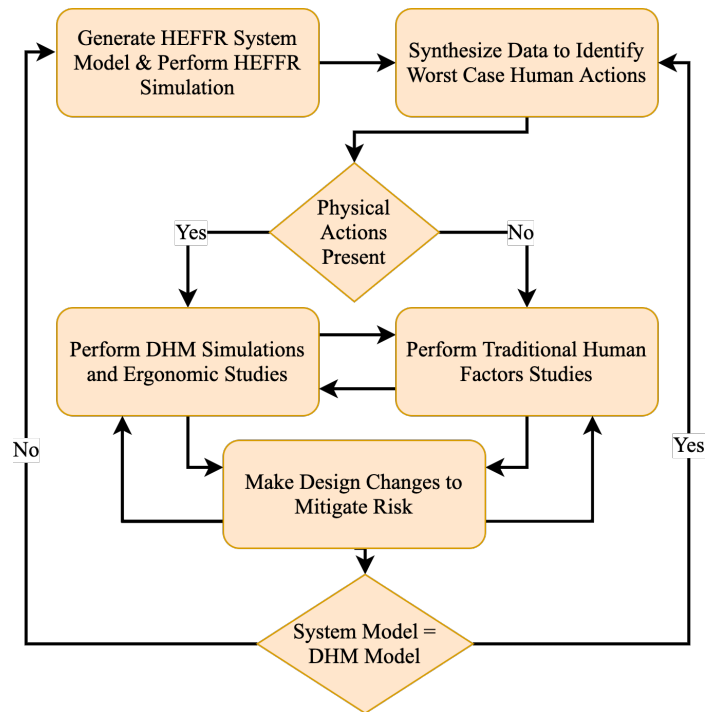 Generate HEFFR System
Model & Perform HEFFR
Simulation
Synthesize Data to Identify
Worst Case Human Actions
Physical
Actions
Present
Yes
No
Perform DHM Simulations
and Ergonomic Studies
Perform Traditional Human
Factors Studies
Make Design Changes to
Mitigate Risk
No
Yes
System Model =
DHM Model